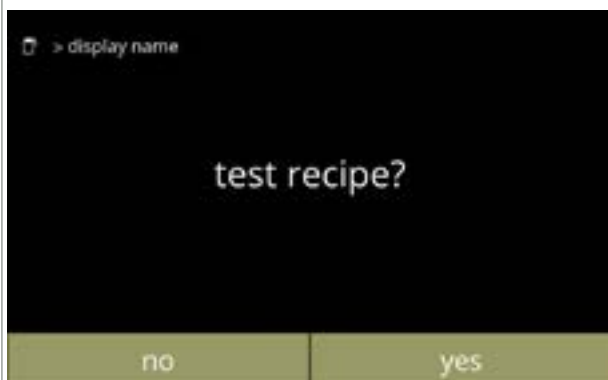 > display name
test recipe?
no
yes